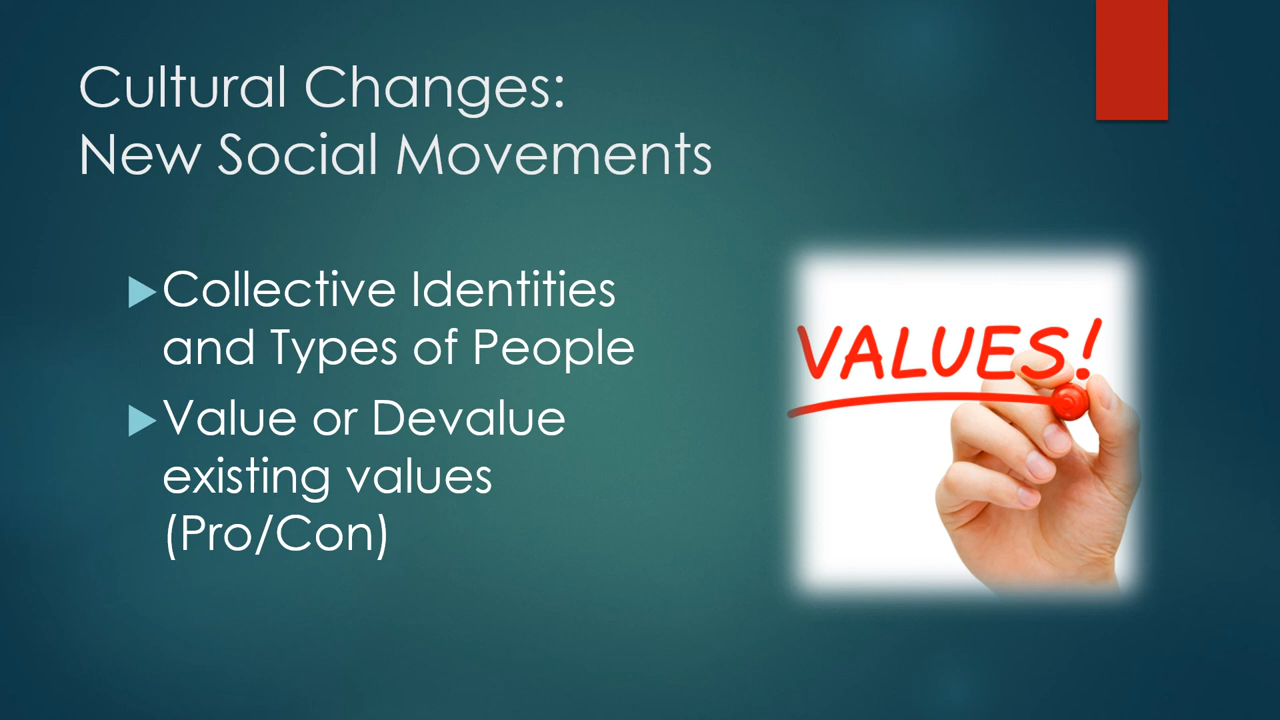 Cultural Changes:
New Social Movements
Collective Identities
and Types of People
Value or Devalue
existing values
(Pro/Con)
VALUES!